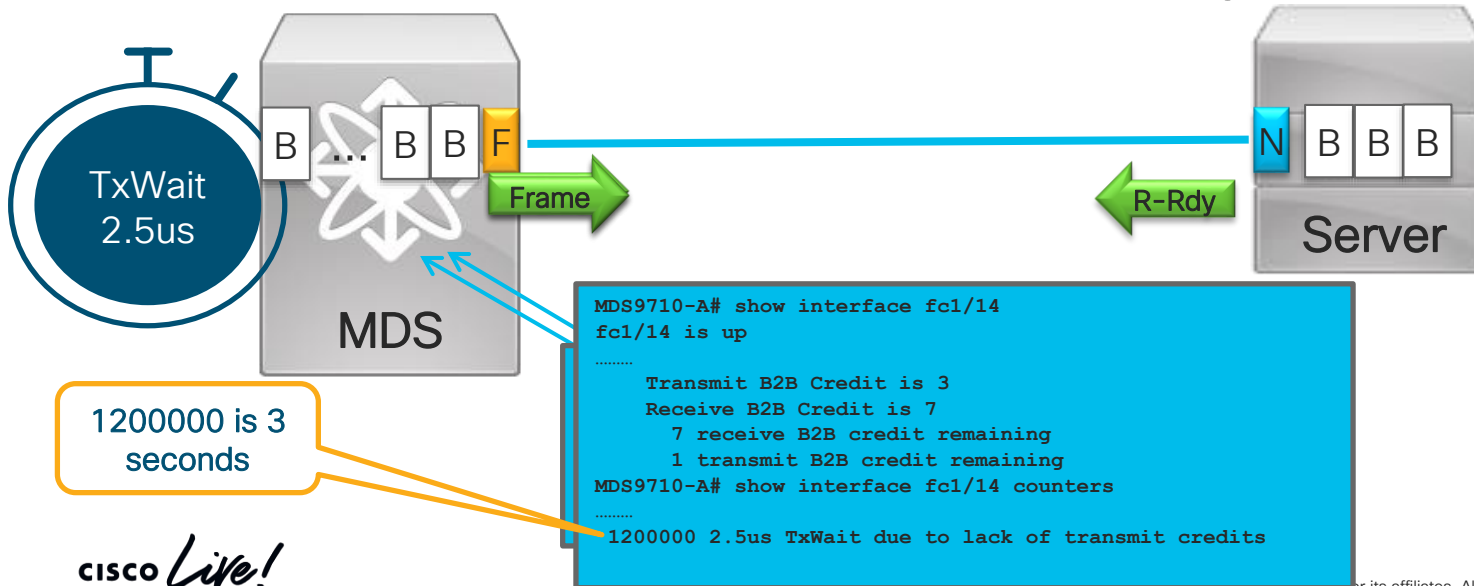 TxWait
2.5us
B
...
B
B
F
Frame
MDS
N
B
B
B
R-Rdy
Server
1200000 is 3
seconds
MDS9710-A# show interface fc1/14
fc1/14 is up
………
Transmit B2B Credit is 3
Receive B2B Credit is 7
7 receive B2B credit remaining
1 transmit B2B credit remaining
MDS9710-A# show interface fc1/14 counters
………
1200000 2.5us TxWait due to lack of transmit credits
CISCO Live!
its affiliates.